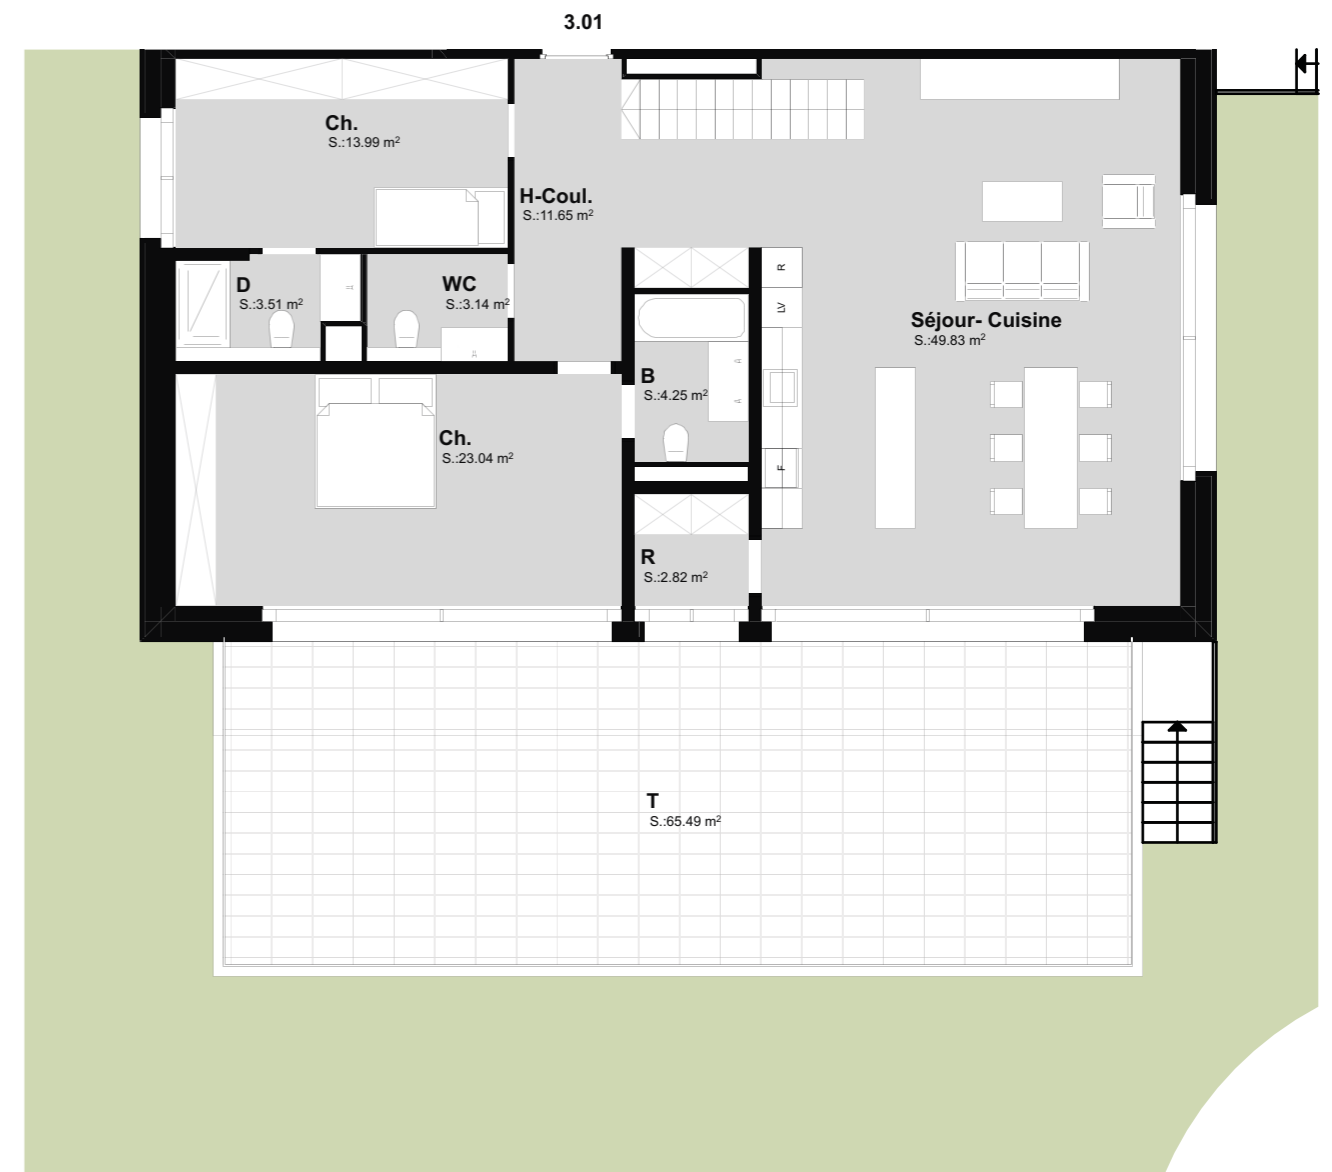 3.01
Ch.
S.:13.99 m²
H-Coul.
S.:11.65 m²
R
LV
D
S.:3.51 m²
WC
S.:3.14 m²
Séjour- Cuisine
S.:49.83 m²
B
S.:4.25 m²
Ch.
S.:23.04 m²
F
R
S.:2.82 m²
T
S.:65.49 m²